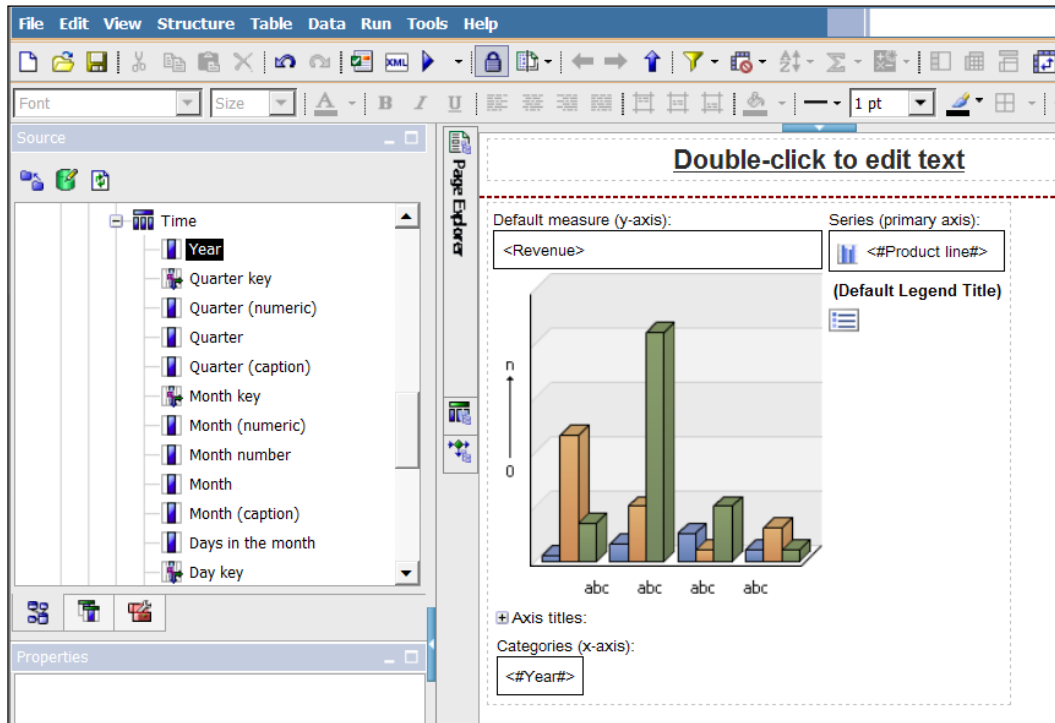 File Edit View Structure Table Data Run Tools Help
XML
Font Size A B I U 1 pt
Source
Time
Year
Quarter key
Quarter (numeric)
Quarter
Quarter (caption)
Month key
Month (numeric)
Month number
Month
Month (caption)
Days in the month
Day key
Properties
Page Explorer
Double-click to edit text
Default measure (y-axis):
<Revenue>
Series (primary axis):
<#Product line#>
(Default Legend Title)
n
0
abc abc abc abc
Axis titles:
Categories (x-axis):
<#Year#>